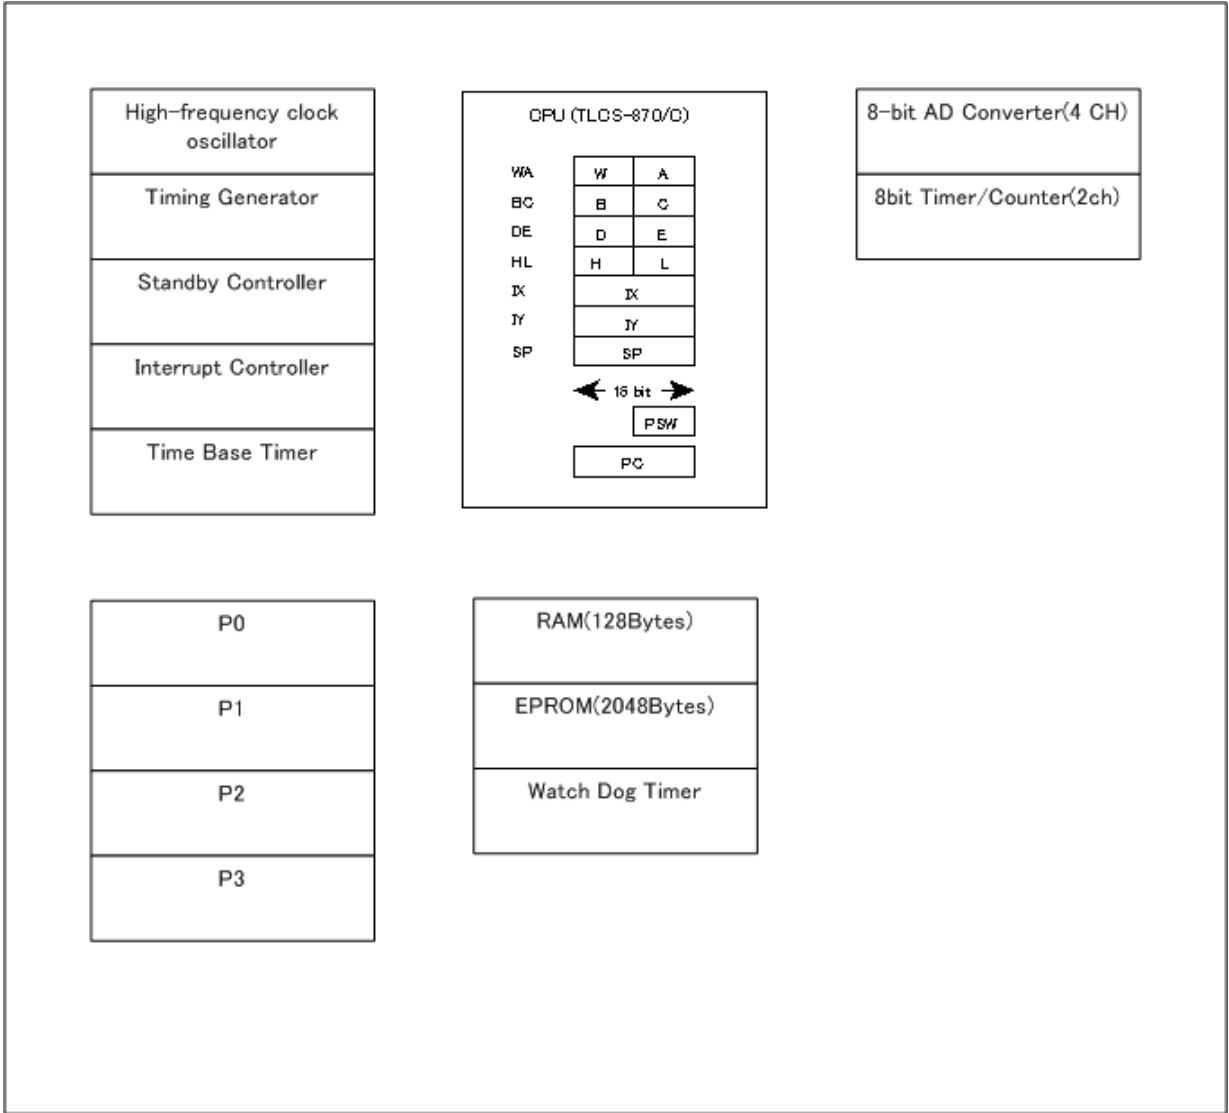 High-frequency clock
oscillator
Timing Generator
Standby Controller
Interrupt Controller
Time Base Timer
CPU (TLCS-870/C)
WA W A
BC B C
DE D E
HL H L
IX IX
IY IY
SP SP
16 bit
PSW
PC
8-bit AD Converter(4 CH)
8bit Timer/Counter(2ch)
P0
P1
P2
P3
RAM(128Bytes)
EPROM(2048Bytes)
Watch Dog Timer